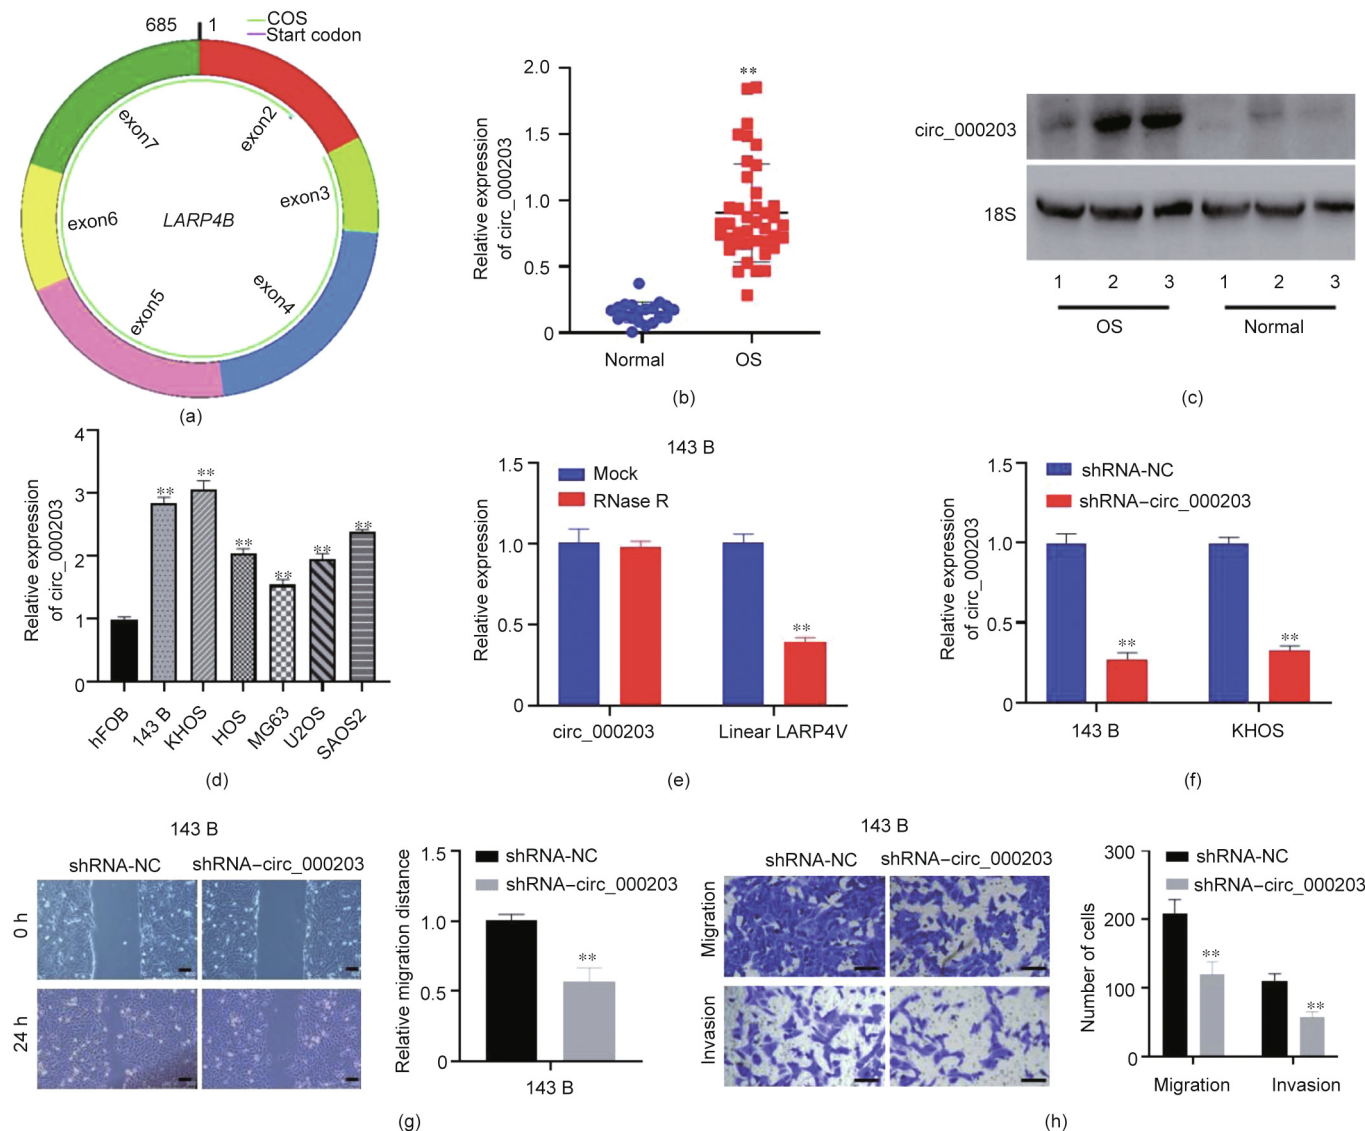 685
1
COS
Start codon
exon2
exon3
exon4
exon5
exon6
exon7
LARP4B
(a)
Relative expression
of circ_000203
2.0
1.5
1.0
0.5
0
**
Normal
OS
(b)
circ_000203
18S
1 2 3 1 2 3
OS
Normal
(c)
Relative expression
of circ_000203
4
3
2
1
0
**
**
**
**
**
**
hFOB
143 B
KHOS
HOS
MG63
U2OS
SAOS2
(d)
143 B
Relative expression
1.5
1.0
0.5
0
Mock
RNase R
**
circ_000203
Linear LARP4V
(e)
Relative expression
of circ_000203
1.5
1.0
0.5
0
shRNA-NC
shRNA–circ_000203
**
**
143 B
KHOS
(f)
143 B
shRNA-NC
shRNA–circ_000203
0 h
24 h
Relative migration distance
1.5
1.0
0.5
0
shRNA-NC
shRNA–circ_000203
**
143 B
(g)
143 B
shRNA-NC
shRNA–circ_000203
Migration
Invasion
Number of cells
300
200
100
0
shRNA-NC
shRNA–circ_000203
**
**
Migration
Invasion
(h)